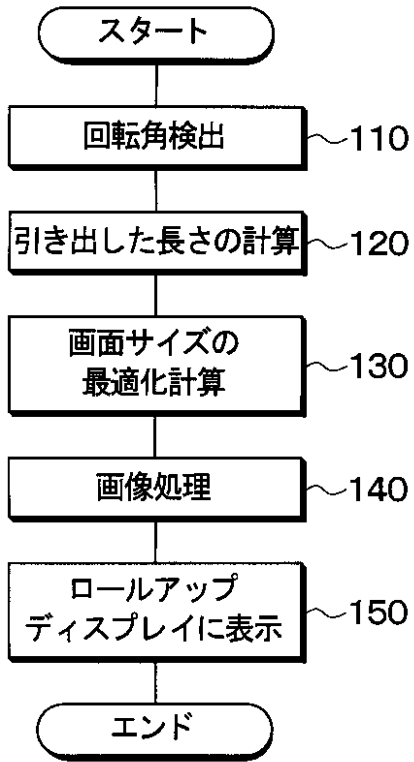 スタート
回転角検出
110
引き出した長さの計算
120
画面サイズの
最適化計算
130
画像処理
140
ロールアップ
ディスプレイに表示
150
エンド